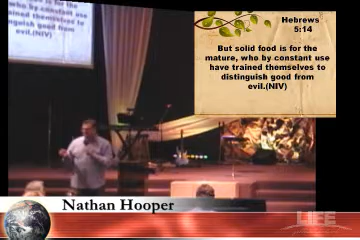 Hebrews
5:14
But solid food is for the
mature, who by constant use
have trained themselves to
distinguish good from
evil.(NIV)
Nathan Hooper
LIFE